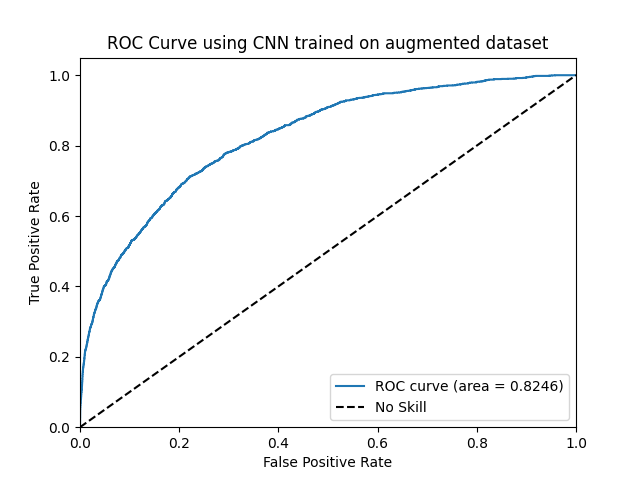 ROC Curve using CNN trained on augmented dataset
True Positive Rate
1.0
0.8
0.6
0.4
0.2
0.0
ROC curve (area = 0.8246)
No Skill
0.0 0.2 0.4 0.6 0.8 1.0
False Positive Rate